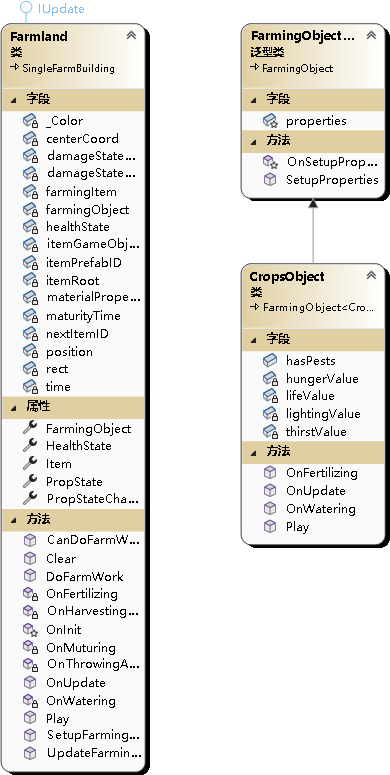 IUpdate
Farmland
类
SingleFarmBuilding
字段
_Color
centerCoord
damageState...
damageState...
farmingItem
farmingObject
healthState
itemGameObj...
itemPrefabID
itemRoot
materialPrope...
maturityTime
nextItemID
position
rect
time
属性
FarmingObject
HealthState
Item
PropState
PropStateCha...
方法
CanDoFarmW...
Clear
DoFarmWork
OnFertilizing
OnHarvesting...
OnInit
OnMuturing
OnThrowingA...
OnUpdate
OnWatering
Play
SetupFarming...
UpdateFarmin...
FarmingObject...
泛型类
FarmingObject
字段
properties
方法
OnSetupProp...
SetupProperties
CropsObject
类
FarmingObject<Cro...
字段
hasPests
hungerValue
lifeValue
lightingValue
thirstValue
方法
OnFertilizing
OnUpdate
OnWatering
Play